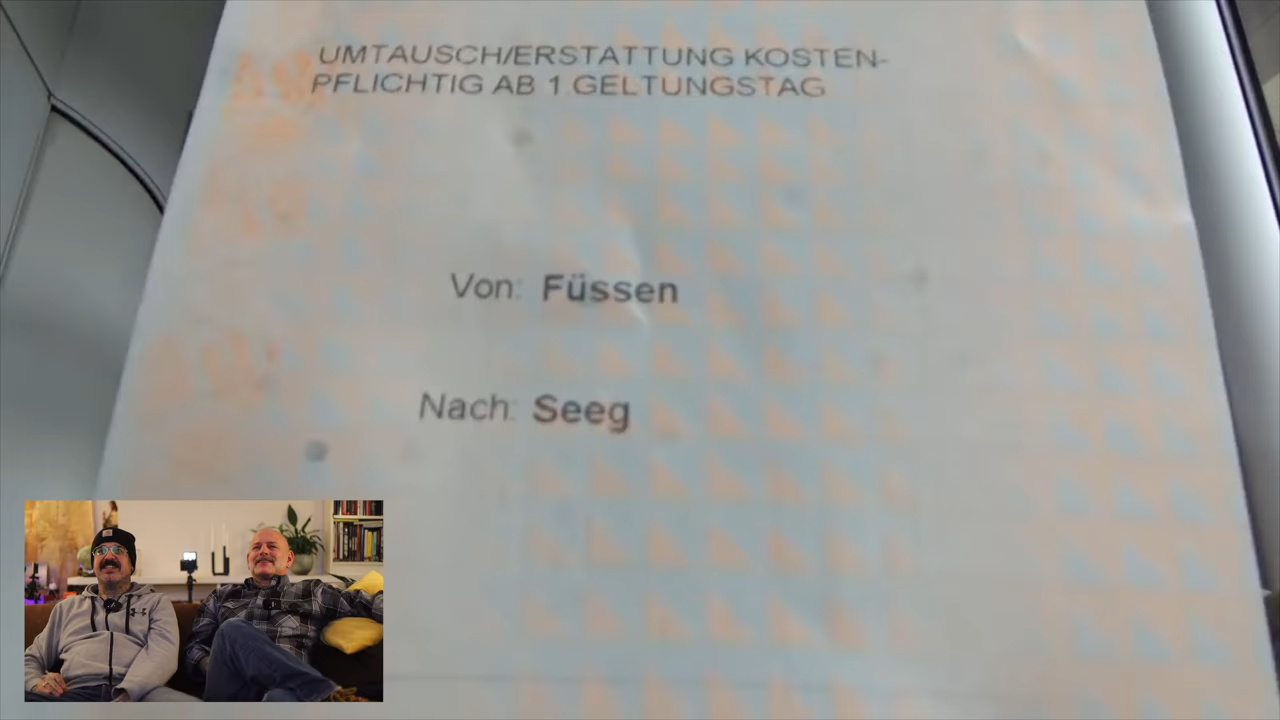 UMTAUSCH/ERSTATTUNG KOSTEN-
PFLICHTIG AB 1.GELTUNGSTAG
Von: Füssen
Nach: Seeg